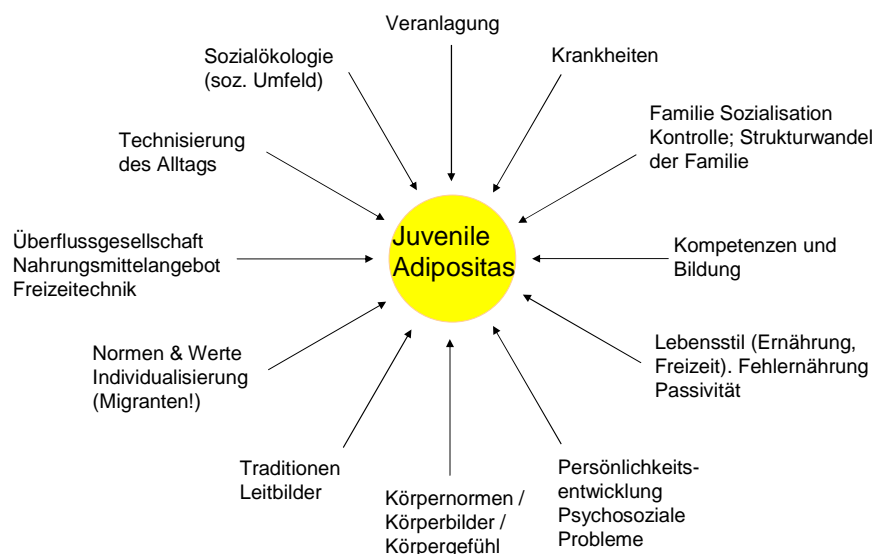 Veranlagung
Sozialökologie
(soz. Umfeld)
Krankheiten
Familie Sozialisation
Kontrolle; Strukturwandel
der Familie
Technisierung
des Alltags
Juvenile
Adipositas
Überflussgesellschaft
Nahrungsmittelangebot
Freizeitechnik
Kompetenzen und
Bildung
Normen & Werte
Individualisierung
(Migranten!)
Lebensstil (Ernährung,
Freizeit). Fehlernährung
Passivität
Traditionen
Leitbilder
Körpernormen /
Körperbilder /
Körpergefühl
Persönlichkeits-
entwicklung
Psychosoziale
Probleme